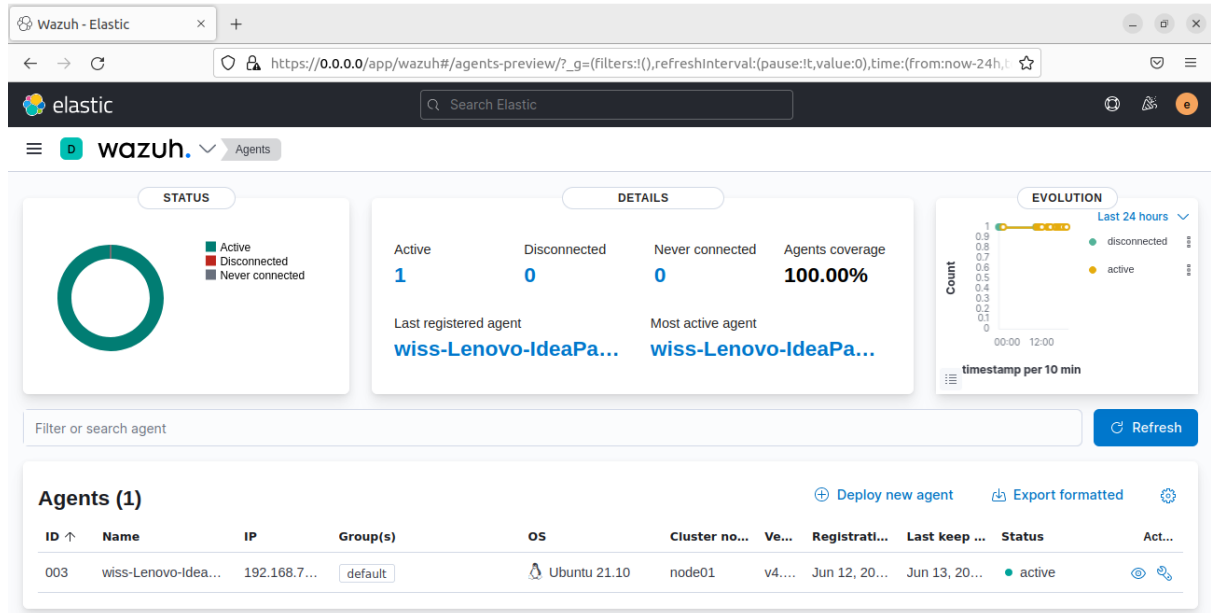 Wazuh - Elastic
https://0.0.0.0/app/wazuh#/agents-preview/?_g=(filters:!(),refreshInterval:(pause:!t,value:0),time:(from:now-24h,
elastic
Search Elastic
e
D wazuh. Agents
STATUS
Active
Disconnected
Never connected
DETAILS
Active Disconnected Never connected Agents coverage
1 0 0 100.00%
Last registered agent Most active agent
wiss-Lenovo-IdeaPa... wiss-Lenovo-IdeaPa...
EVOLUTION
Last 24 hours
Count
1
0.9
0.8
0.7
0.6
0.5
0.4
0.3
0.2
0.1
0
00:00 12:00
timestamp per 10 min
disconnected
active
Filter or search agent
Refresh
Agents (1)
Deploy new agent
Export formatted
ID Name IP Group(s) OS Cluster no... Ve... Registrati... Last keep ... Status Act...
003 wiss-Lenovo-Idea... 192.168.7... default Ubuntu 21.10 node01 v4.... Jun 12, 20... Jun 13, 20... active